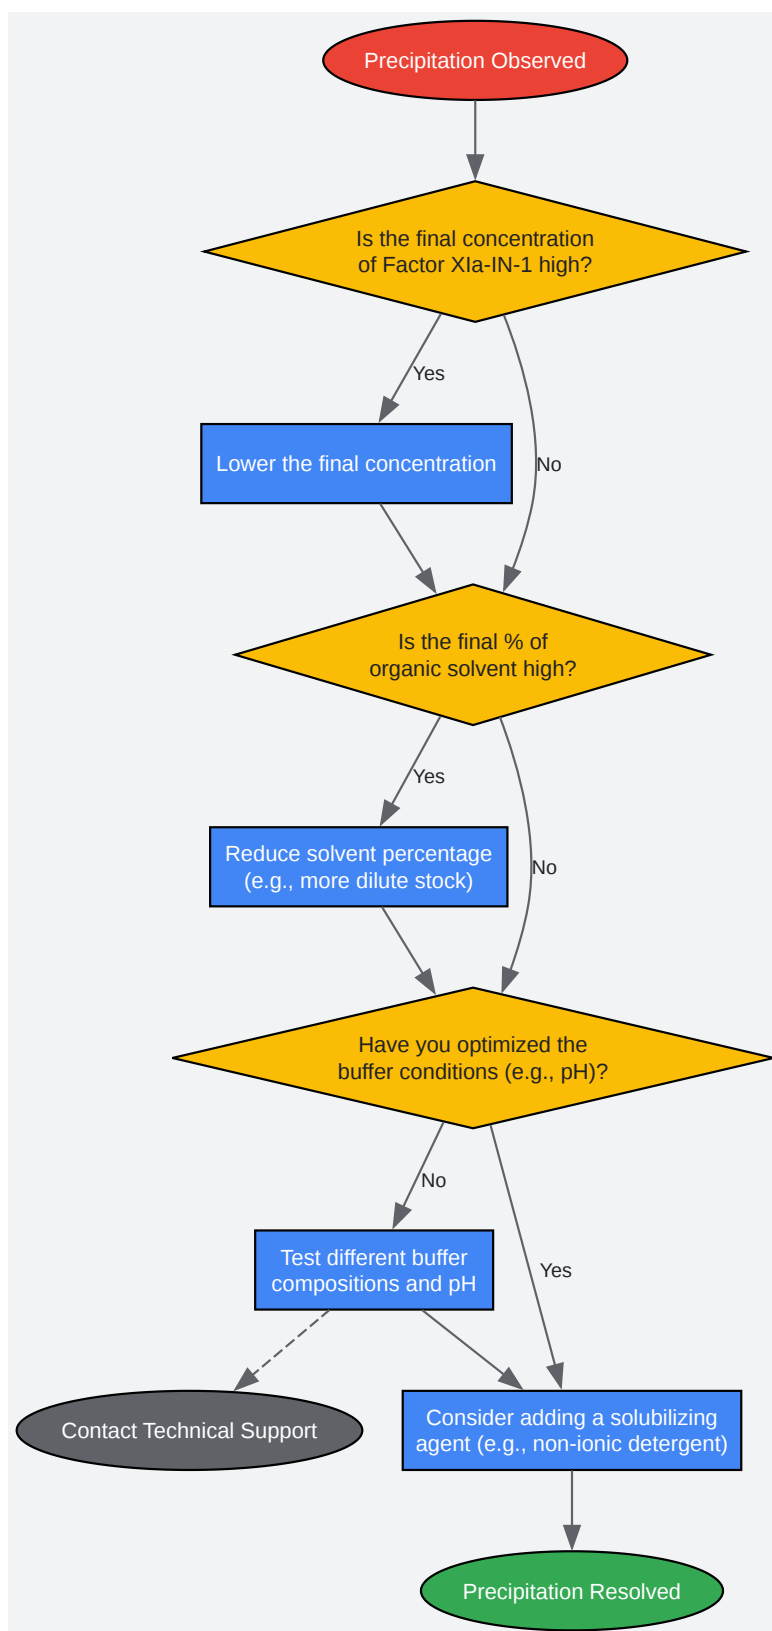 Precipitation Observed
Is the final concentration
of Factor XIa-IN-1 high?
Yes
Lower the final concentration
No
Is the final % of
organic solvent high?
Yes
Reduce solvent percentage
(e.g., more dilute stock)
No
Have you optimized the
buffer conditions (e.g., pH)?
No
Test different buffer
compositions and pH
Yes
Contact Technical Support
Consider adding a solubilizing
agent (e.g., non-ionic detergent)
Precipitation Resolved